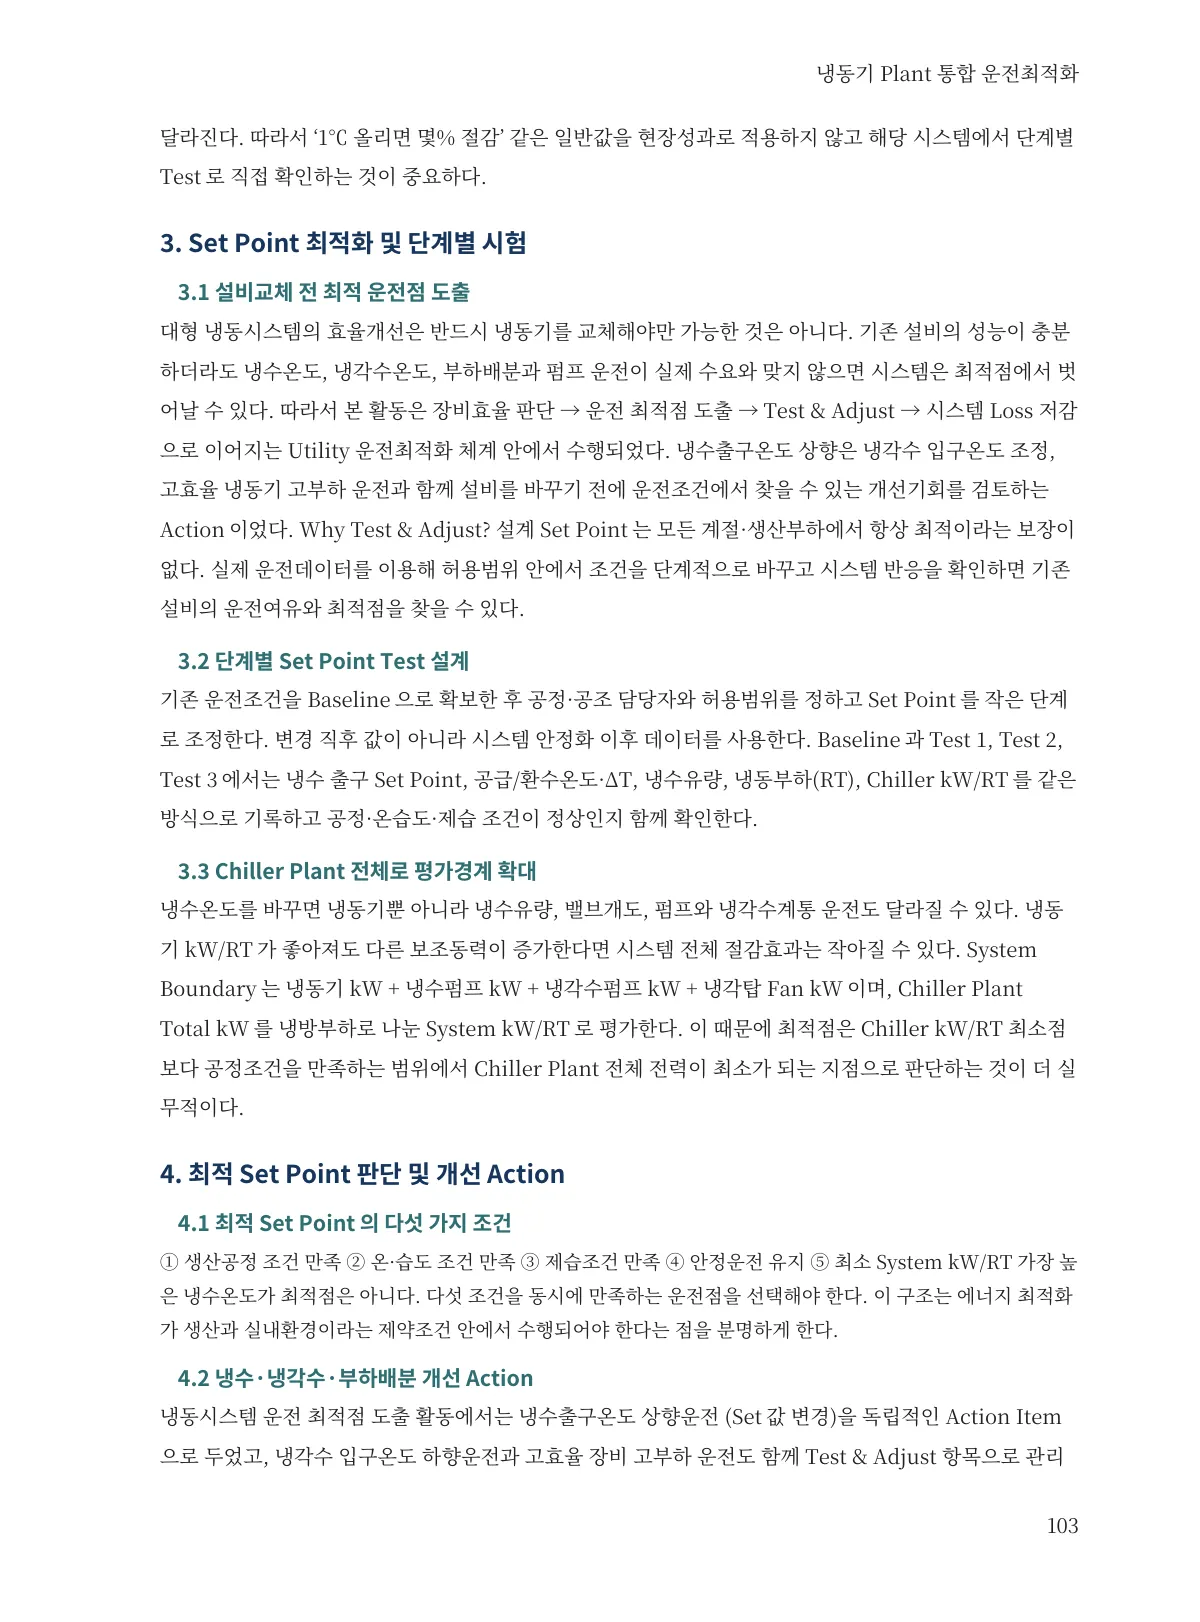 냉동기 Plant 통합 운전최적화
달라진다. 따라서 ‘1℃ 올리면 몇% 절감’ 같은 일반값을 현장성과로 적용하지 않고 해당 시스템에서 단계별
Test 로 직접 확인하는 것이 중요하다.
3. Set Point 최적화 및 단계별 시험
3.1 설비교체 전 최적 운전점 도출
대형 냉동시스템의 효율개선은 반드시 냉동기를 교체해야만 가능한 것은 아니다. 기존 설비의 성능이 충분
하더라도 냉수온도, 냉각수온도, 부하배분과 펌프 운전이 실제 수요와 맞지 않으면 시스템은 최적점에서 벗
어날 수 있다. 따라서 본 활동은 장비효율 판단 → 운전 최적점 도출 → Test & Adjust → 시스템 Loss 저감
으로 이어지는 Utility 운전최적화 체계 안에서 수행되었다. 냉수출구온도 상향은 냉각수 입구온도 조정,
고효율 냉동기 고부하 운전과 함께 설비를 바꾸기 전에 운전조건에서 찾을 수 있는 개선기회를 검토하는
Action 이었다. Why Test & Adjust? 설계 Set Point 는 모든 계절·생산부하에서 항상 최적이라는 보장이
없다. 실제 운전데이터를 이용해 허용범위 안에서 조건을 단계적으로 바꾸고 시스템 반응을 확인하면 기존
설비의 운전여유와 최적점을 찾을 수 있다.
3.2 단계별 Set Point Test 설계
기존 운전조건을 Baseline 으로 확보한 후 공정·공조 담당자와 허용범위를 정하고 Set Point 를 작은 단계
로 조정한다. 변경 직후 값이 아니라 시스템 안정화 이후 데이터를 사용한다. Baseline 과 Test 1, Test 2,
Test 3 에서는 냉수 출구 Set Point, 공급/환수온도·ΔT, 냉수유량, 냉동부하(RT), Chiller kW/RT 를 같은
방식으로 기록하고 공정·온습도·제습 조건이 정상인지 함께 확인한다.
3.3 Chiller Plant 전체로 평가경계 확대
냉수온도를 바꾸면 냉동기뿐 아니라 냉수유량, 밸브개도, 펌프와 냉각수계통 운전도 달라질 수 있다. 냉동
기 kW/RT 가 좋아져도 다른 보조동력이 증가한다면 시스템 전체 절감효과는 작아질 수 있다. System
Boundary 는 냉동기 kW + 냉수펌프 kW + 냉각수펌프 kW + 냉각탑 Fan kW 이며, Chiller Plant
Total kW 를 냉방부하로 나눈 System kW/RT 로 평가한다. 이 때문에 최적점은 Chiller kW/RT 최소점
보다 공정조건을 만족하는 범위에서 Chiller Plant 전체 전력이 최소가 되는 지점으로 판단하는 것이 더 실
무적이다.
4. 최적 Set Point 판단 및 개선 Action
4.1 최적 Set Point 의 다섯 가지 조건
① 생산공정 조건 만족 ② 온·습도 조건 만족 ③ 제습조건 만족 ④ 안정운전 유지 ⑤ 최소 System kW/RT 가장 높
은 냉수온도가 최적점은 아니다. 다섯 조건을 동시에 만족하는 운전점을 선택해야 한다. 이 구조는 에너지 최적화
가 생산과 실내환경이라는 제약조건 안에서 수행되어야 한다는 점을 분명하게 한다.
4.2 냉수·냉각수·부하배분 개선 Action
냉동시스템 운전 최적점 도출 활동에서는 냉수출구온도 상향운전 (Set 값 변경)을 독립적인 Action Item
으로 두었고, 냉각수 입구온도 하향운전과 고효율 장비 고부하 운전도 함께 Test & Adjust 항목으로 관리
103